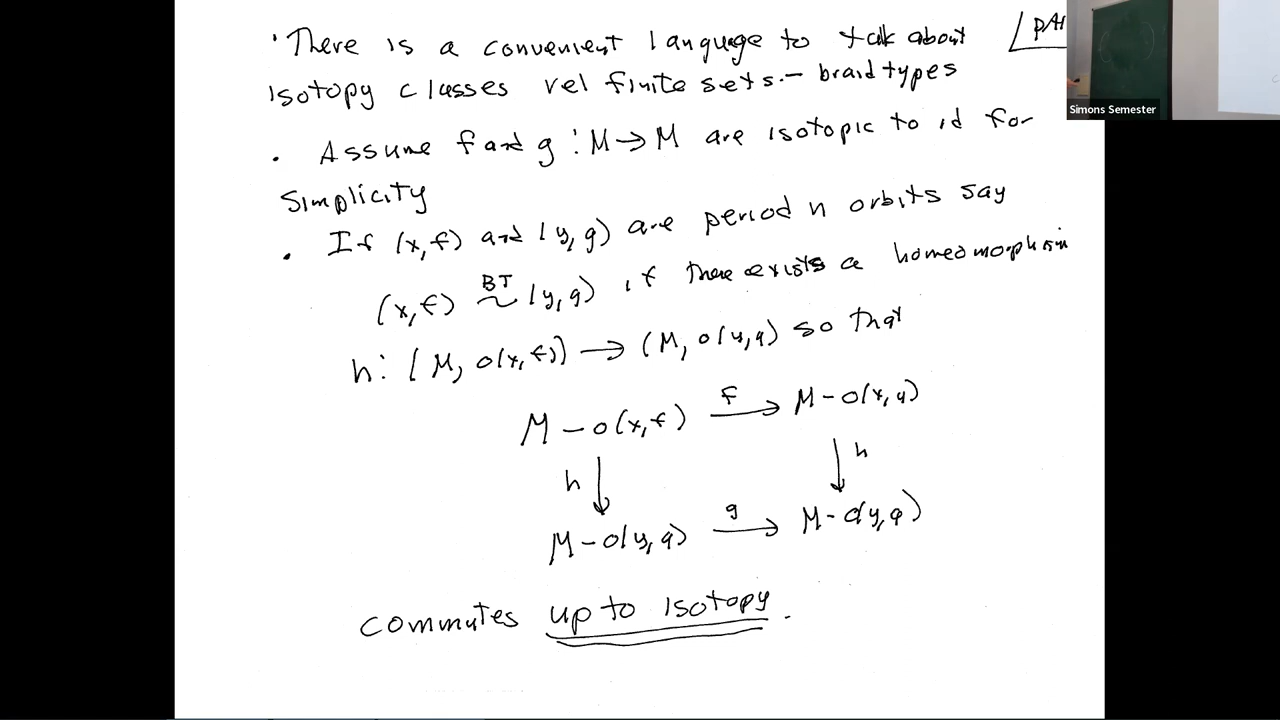 • There is a convenient language to talk about
isotopy classes rel finite sets.— braid types
• Assume f and g : M → M are isotopic to id for
simplicity
• If (x,f) and (y,g) are period n orbits say
(x,f) BT ~ (y,g) if there exists a homeomorphism
h: (M, o(x,f)) → (M, o(y,g) so that
M - o(x,f) f → M - o(x,g)
h ↓ ↓ h
M - o(y,g) g → M - o(y,g)
commutes up to isotopy.
Simons Semester